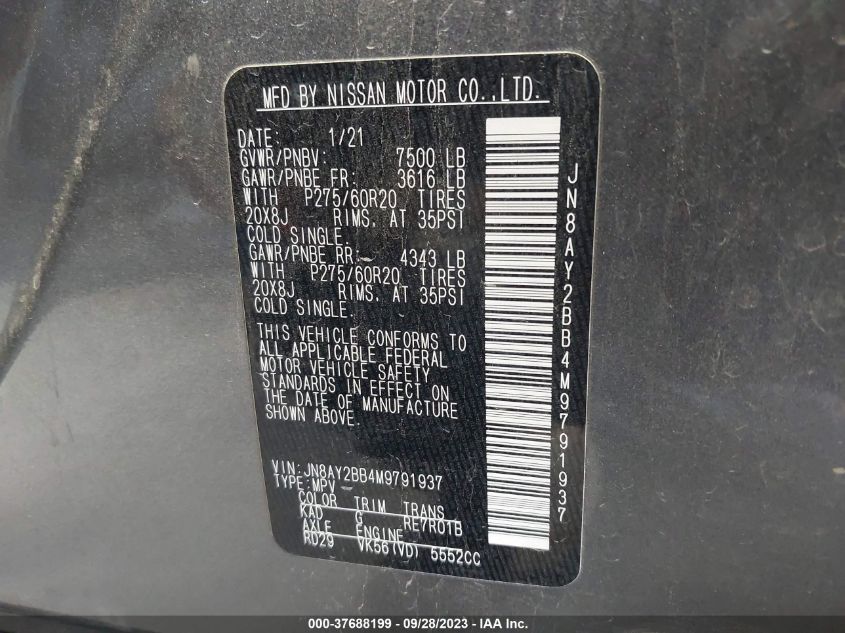 MFD BY NISSAN MOTOR CO.,LTD.
DATE: 1/21
GVWR/PNBV: 7500 LB
GAWR/PNBE FR: 3616 LB
WITH P275/60R20 TIRES
20X8J RIMS. AT 35PSI
COLD SINGLE.
GAWR/PNBE RR: 4343 LB
WITH P275/60R20 TIRES
20X8J RIMS. AT 35PSI
COLD SINGLE.
THIS VEHICLE CONFORMS TO
ALL APPLICABLE FEDERAL
MOTOR VEHICLE SAFETY
STANDARDS IN EFFECT ON
THE DATE OF MANUFACTURE
SHOWN ABOVE.
VIN:JN8AY2BB4M9791937
TYPE:MPV
COLOR TRIM TRANS
KAD G RE7R01B
AXLE ENGINE
RD29 VK56(VD) 5552CC
JN8AY2BB4M9791937
000-37688199 - 09/28/2023 - IAAI.COM